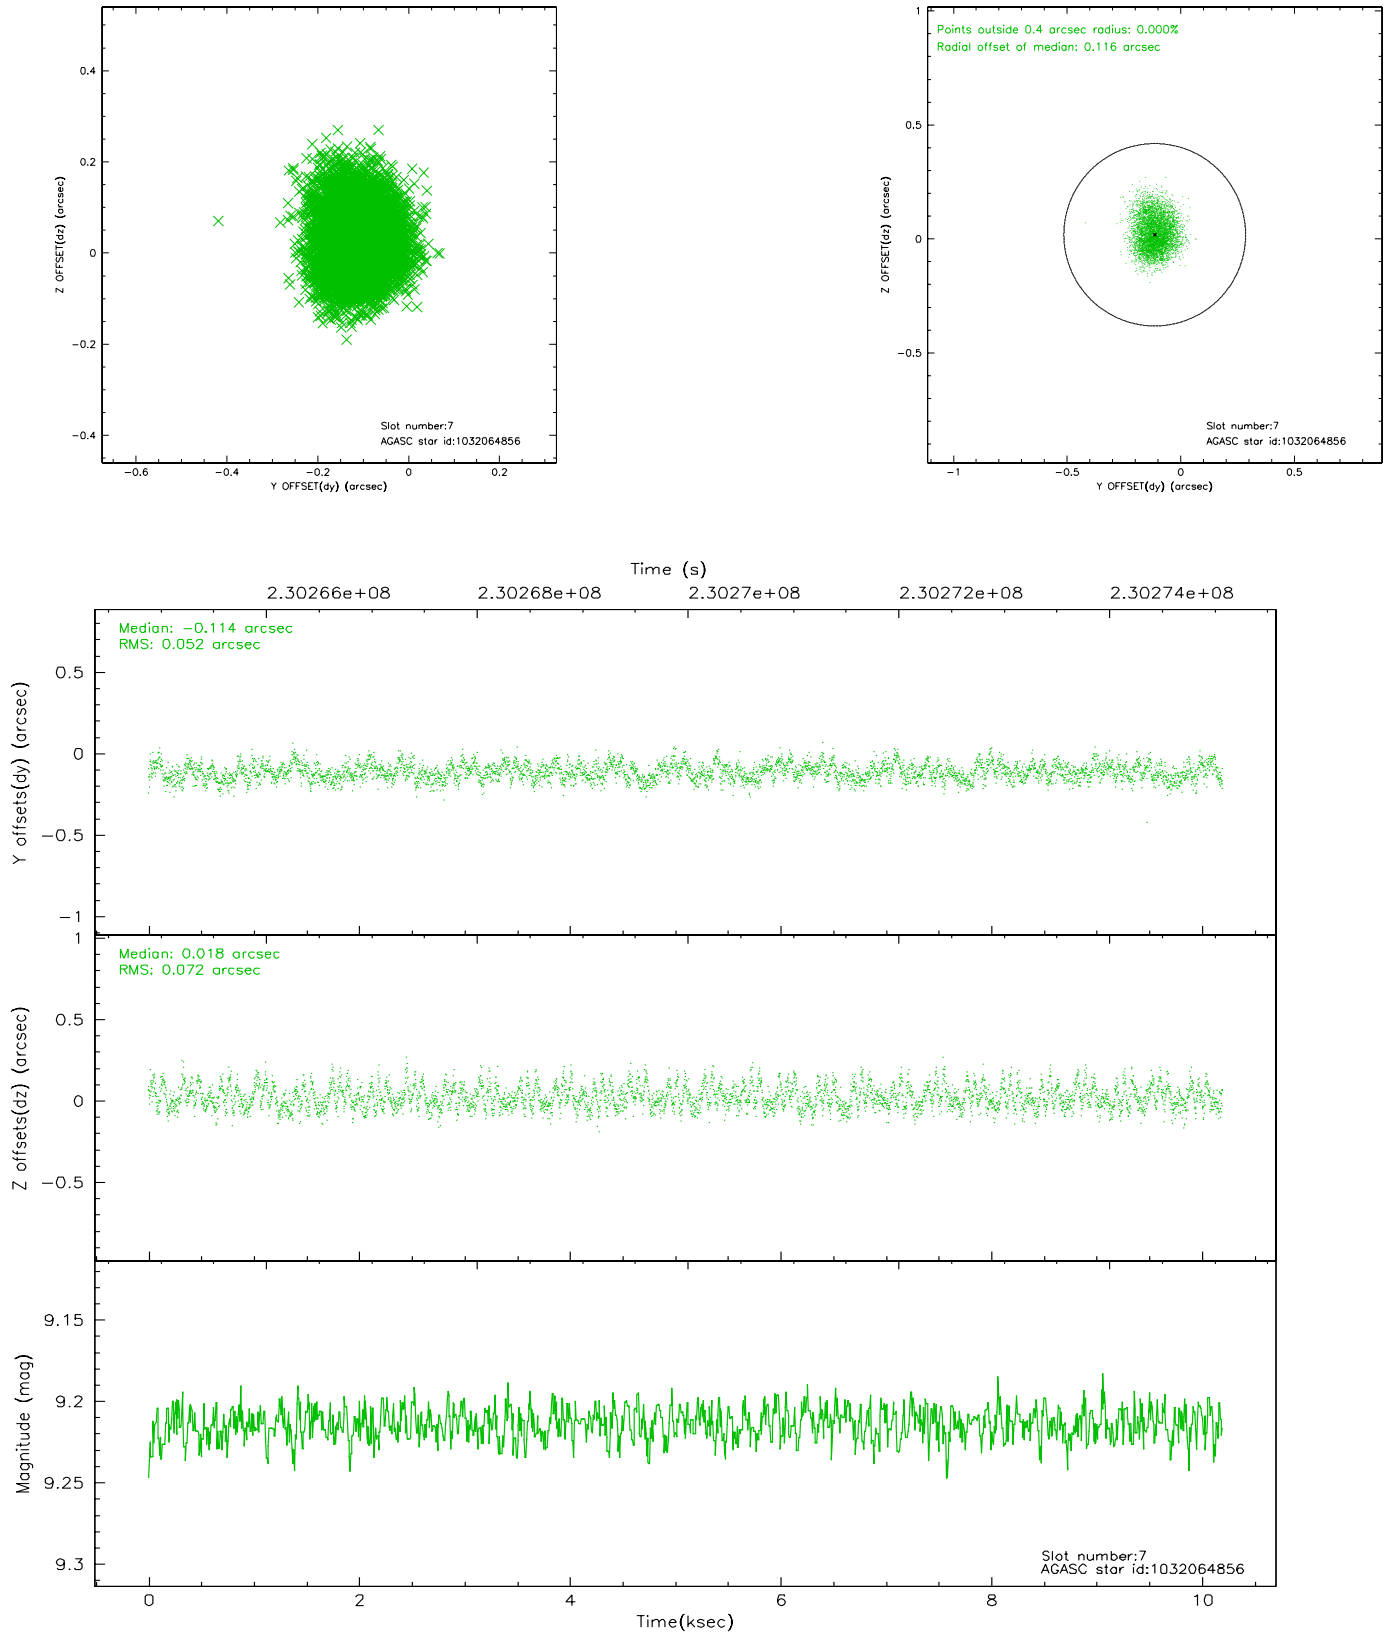 0.4
0.2
0
−0.2
−0.4
Z OFFSET(dz) (arcsec)
Slot number:7
AGASC star id:1032064856
−0.6 −0.4 −0.2 0 0.2
Y OFFSET(dy) (arcsec)
Points outside 0.4 arcsec radius: 0.000%
Radial offset of median: 0.116 arcsec
1
0.5
0
−0.5
Z OFFSET(dz) (arcsec)
Slot number:7
AGASC star id:1032064856
−1 −0.5 0 0.5
Y OFFSET(dy) (arcsec)
Time (s)
2.30266e+08 2.30268e+08 2.3027e+08 2.30272e+08 2.30274e+08
Median: −0.114 arcsec
RMS: 0.052 arcsec
0.5
0
−0.5
−1
Y offsets(dy) (arcsec)
Median: 0.018 arcsec
RMS: 0.072 arcsec
1
0.5
0
−0.5
Z offsets(dz) (arcsec)
9.15
9.2
9.25
9.3
Magnitude (mag)
Slot number:7
AGASC star id:1032064856
0 2 4 6 8 10
Time(ksec)